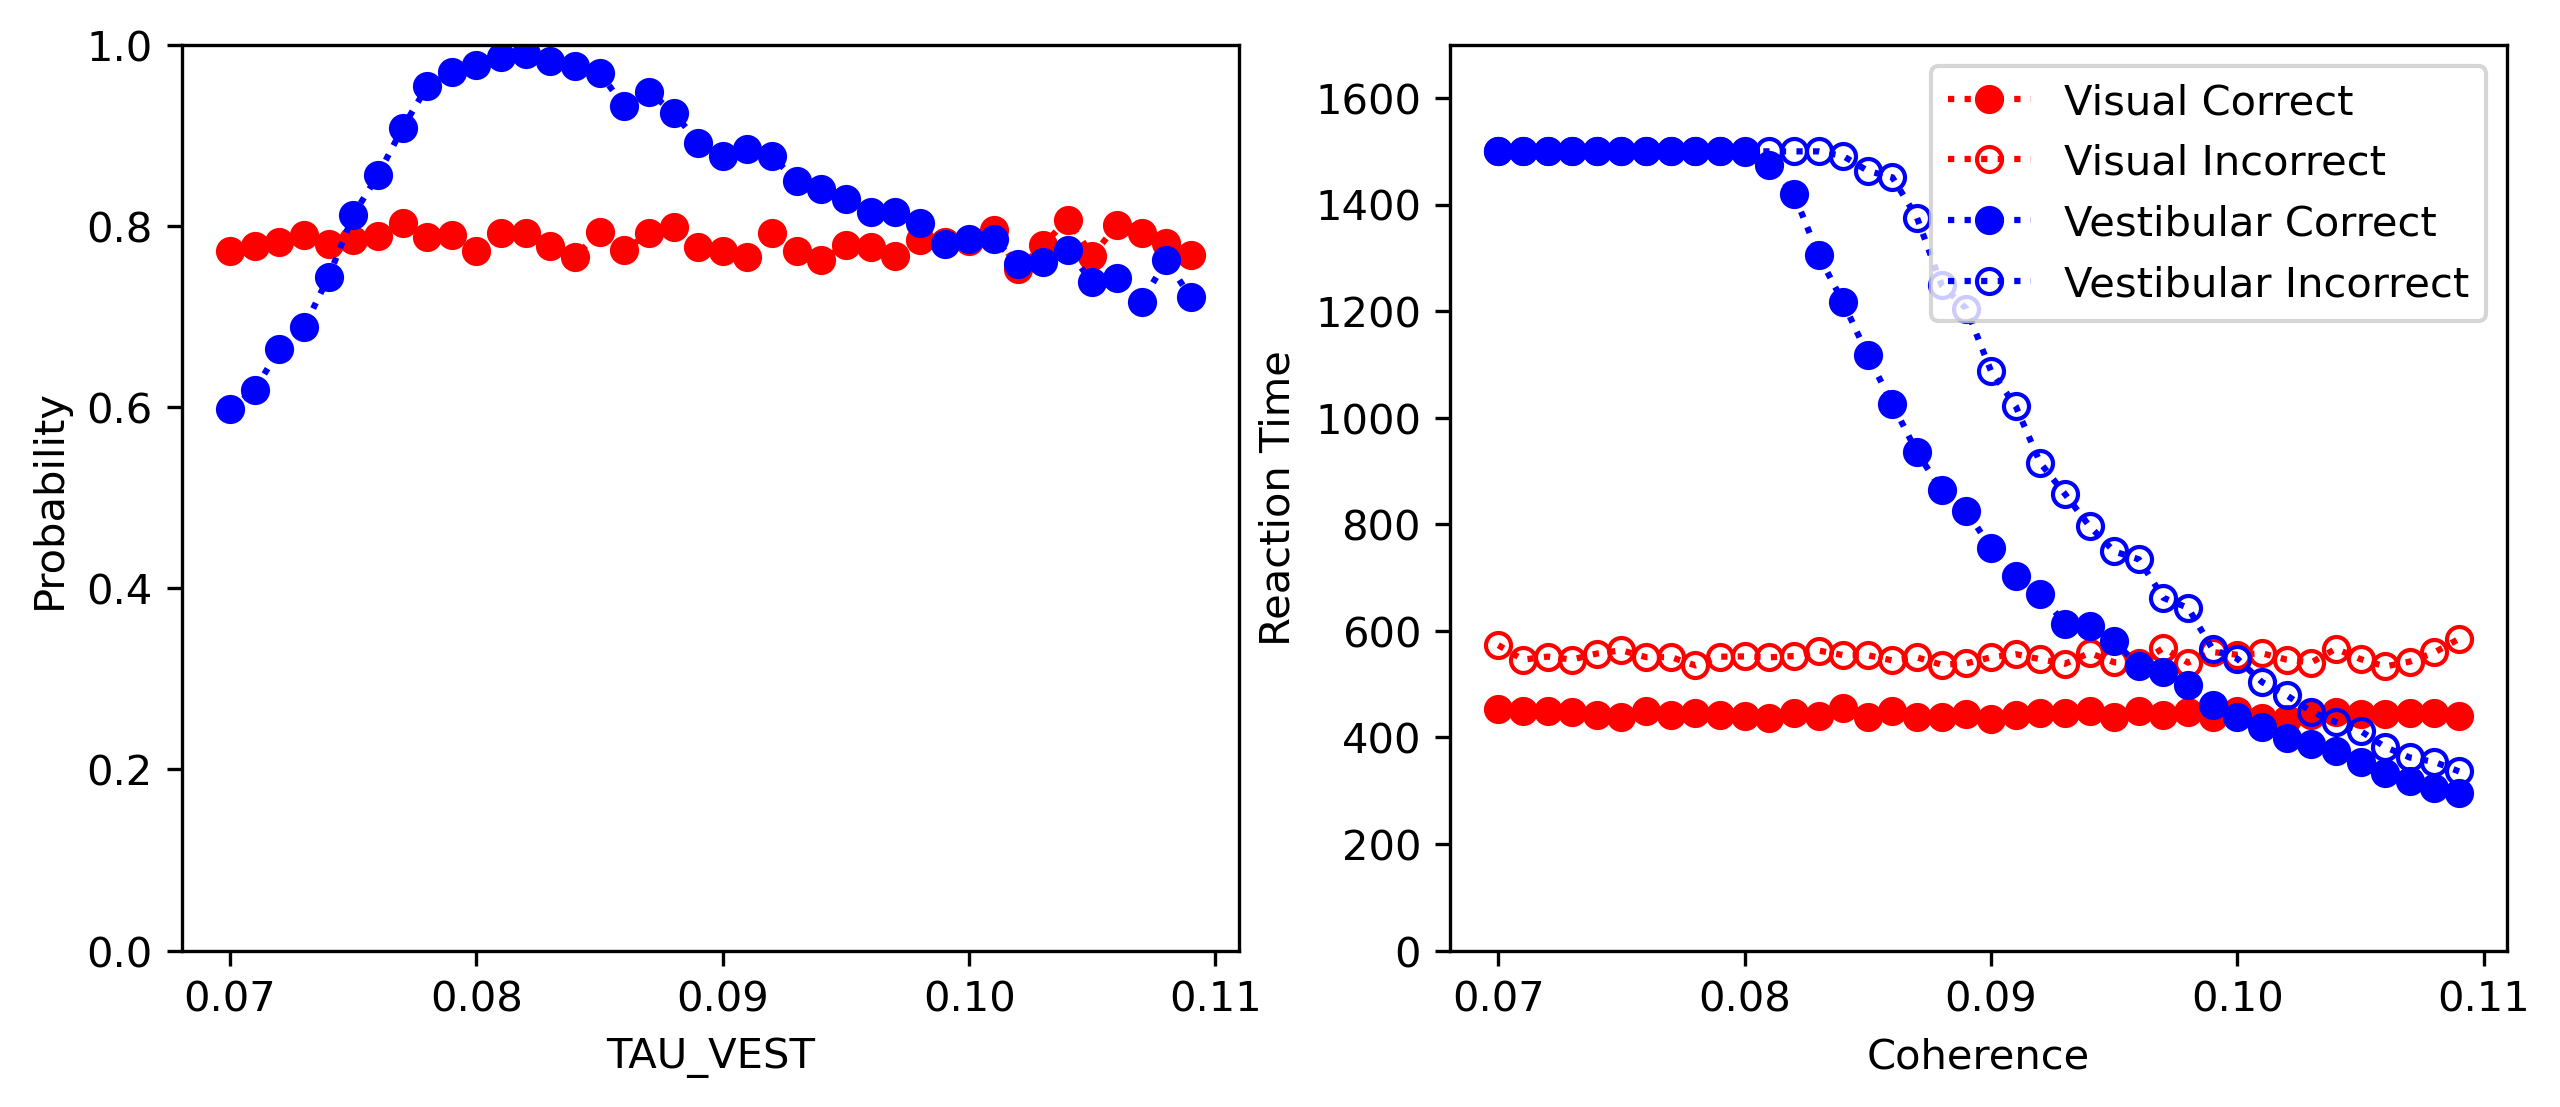 1.0
0.8
0.6
0.4
0.2
0.0
Probability
0.07 0.08 0.09 0.10 0.11
TAU_VEST
1600
1400
1200
1000
800
600
400
200
0
Reaction Time
0.07 0.08 0.09 0.10 0.11
Coherence
Visual Correct
Visual Incorrect
Vestibular Correct
Vestibular Incorrect